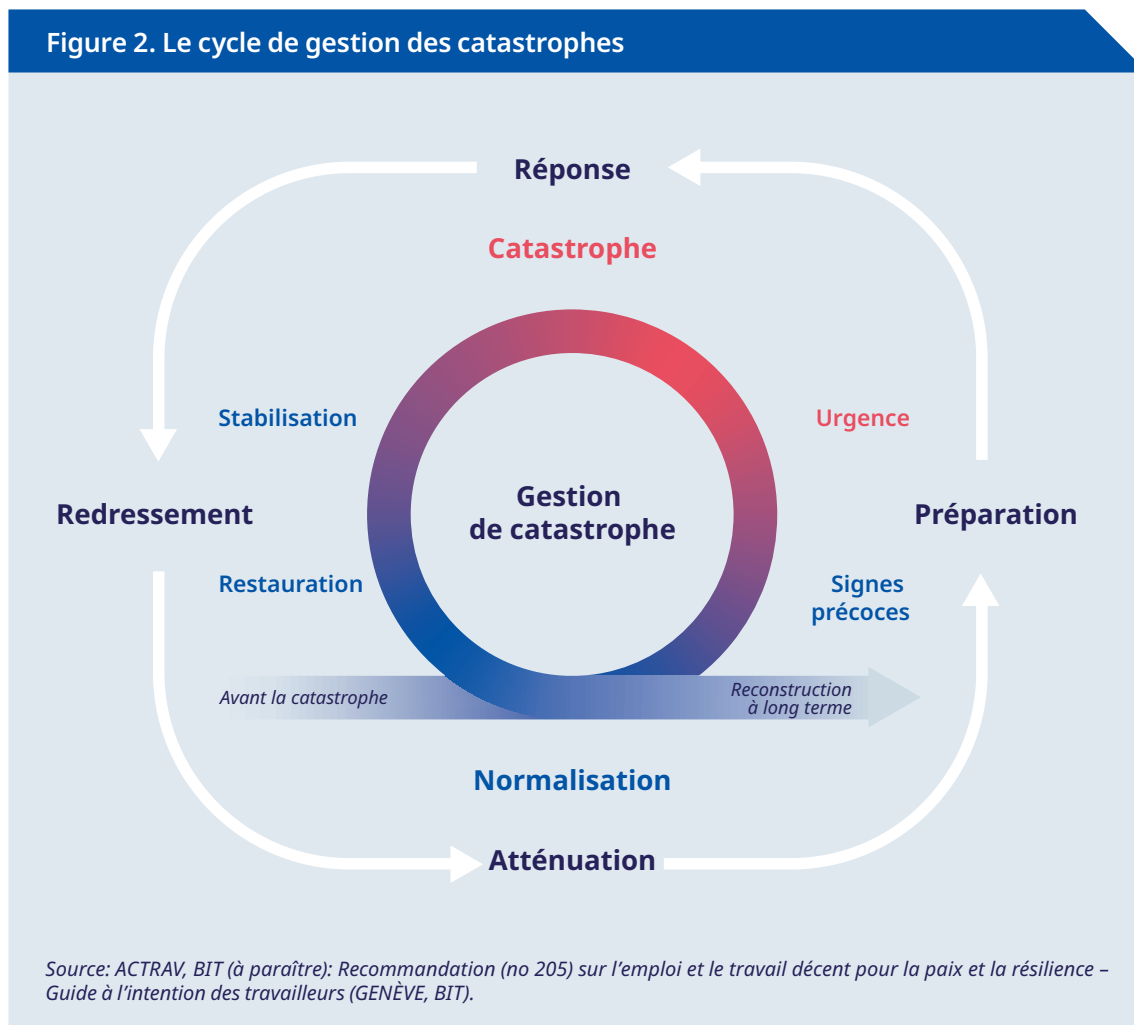 Figure 2. Le cycle de gestion des catastrophes
Réponse
Catastrophe
Stabilisation
Urgence
Gestion
de catastrophe
Redressement
Préparation
Restauration
Signes
précoces
Avant la catastrophe
Reconstruction
à long terme
Normalisation
Atténuation
Source: ACTRAV, BIT (à paraître): Recommandation (no 205) sur l’emploi et le travail décent pour la paix et la résilience –
Guide à l’intention des travailleurs (GENÈVE, BIT).